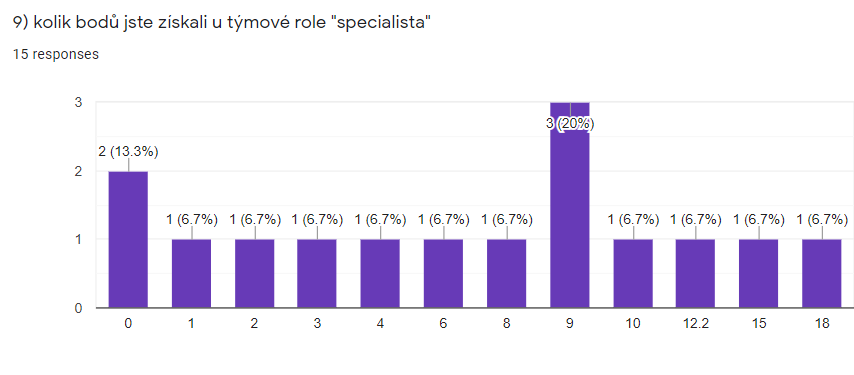 9) kolik bodů jste získali u týmové role "specialista"
15 responses
3
3 (20%)
2 (13.3%)
2
1 (6.7%) 1 (6.7%) 1 (6.7%) 1 (6.7%) 1 (6.7%) 1 (6.7%) 1 (6.7%) 1 (6.7%) 1 (6.7%) 1 (6.7%)
1
0
0 1 2 3 4 6 8 9 10 12.2 15 18